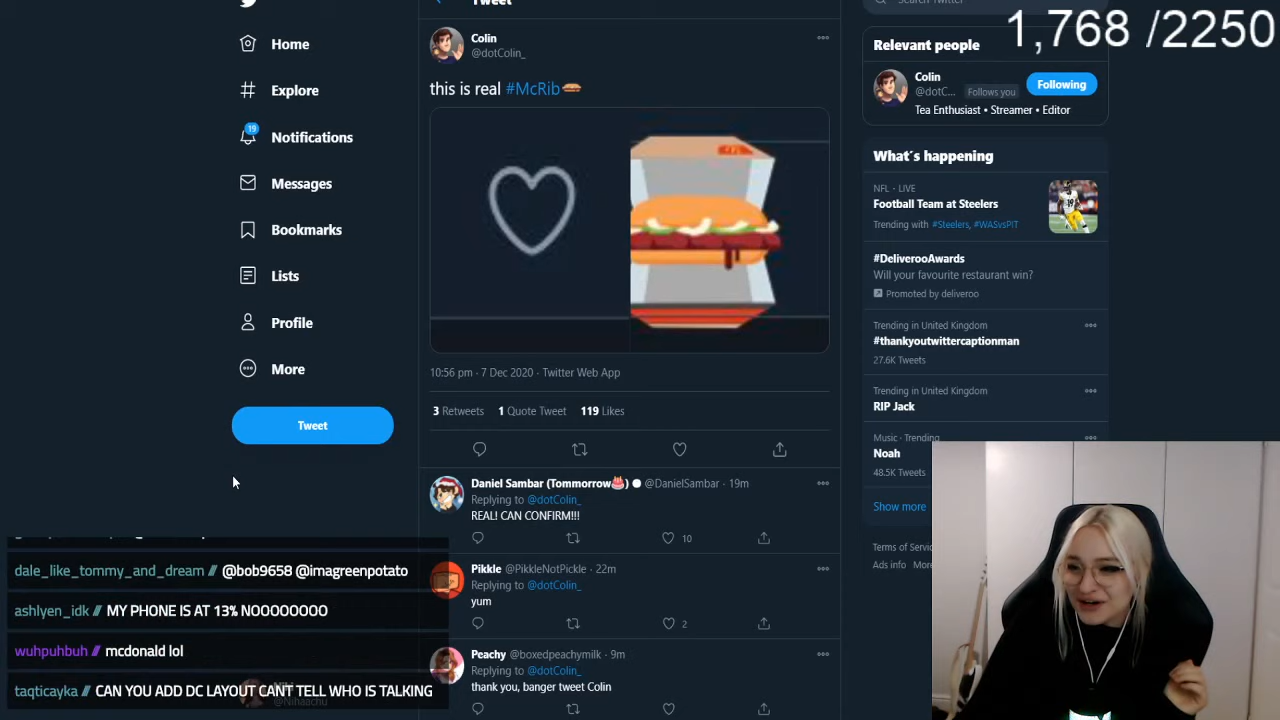 Tweet
Search Twitter
1,768 /2250
Home
Explore
19
Notifications
Messages
Bookmarks
Lists
Profile
More
Tweet
Colin
@dotColin_
this is real #McRib
10:56 pm · 7 Dec 2020 · Twitter Web App
3 Retweets 1 Quote Tweet 119 Likes
Daniel Sambar (Tommorrow🎂) @DanielSambar · 19m
Replying to @dotColin_
REAL! CAN CONFIRM!!!
10
Pikkle @PikkleNotPickle · 22m
Replying to @dotColin_
yum
2
Peachy @boxedpeachymilk · 9m
Replying to @dotColin_
thank you, banger tweet Colin
Relevant people
Colin
@dotC... Follows you
Following
Tea Enthusiast • Streamer • Editor
What's happening
NFL · LIVE
Football Team at Steelers
Trending with #Steelers, #WASvsPIT
#DeliverooAwards
Will your favourite restaurant win?
Promoted by deliveroo
Trending in United Kingdom
#thankyoutwittercaptionman
27.6K Tweets
Trending in United Kingdom
RIP Jack
Music · Trending
Noah
48.5K Tweets
Show more
Terms of Servic
Ads info Mor
dale_like_tommy_and_dream // @bob9658 @imagreenpotato
ashlyen_idk // MY PHONE IS AT 13% NOOOOOOO
wuhpuhbuh // mcdonald lol
taqticayka // CAN YOU ADD DC LAYOUT CANT TELL WHO IS TALKING
@Nihaachu